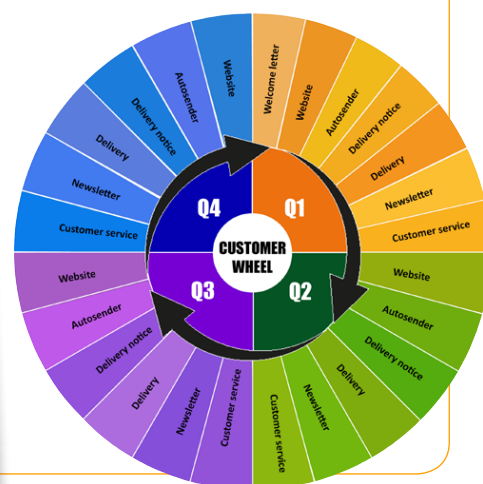 CUSTOMER
WHEEL
Q1
Welcome letter
Website
Autosender
Delivery notice
Delivery
Newsletter
Customer service
Q2
Website
Autosender
Delivery notice
Delivery
Newsletter
Customer service
Q3
Customer service
Newsletter
Delivery
Delivery notice
Autosender
Website
Q4
Customer service
Newsletter
Delivery
Delivery notice
Autosender
Website